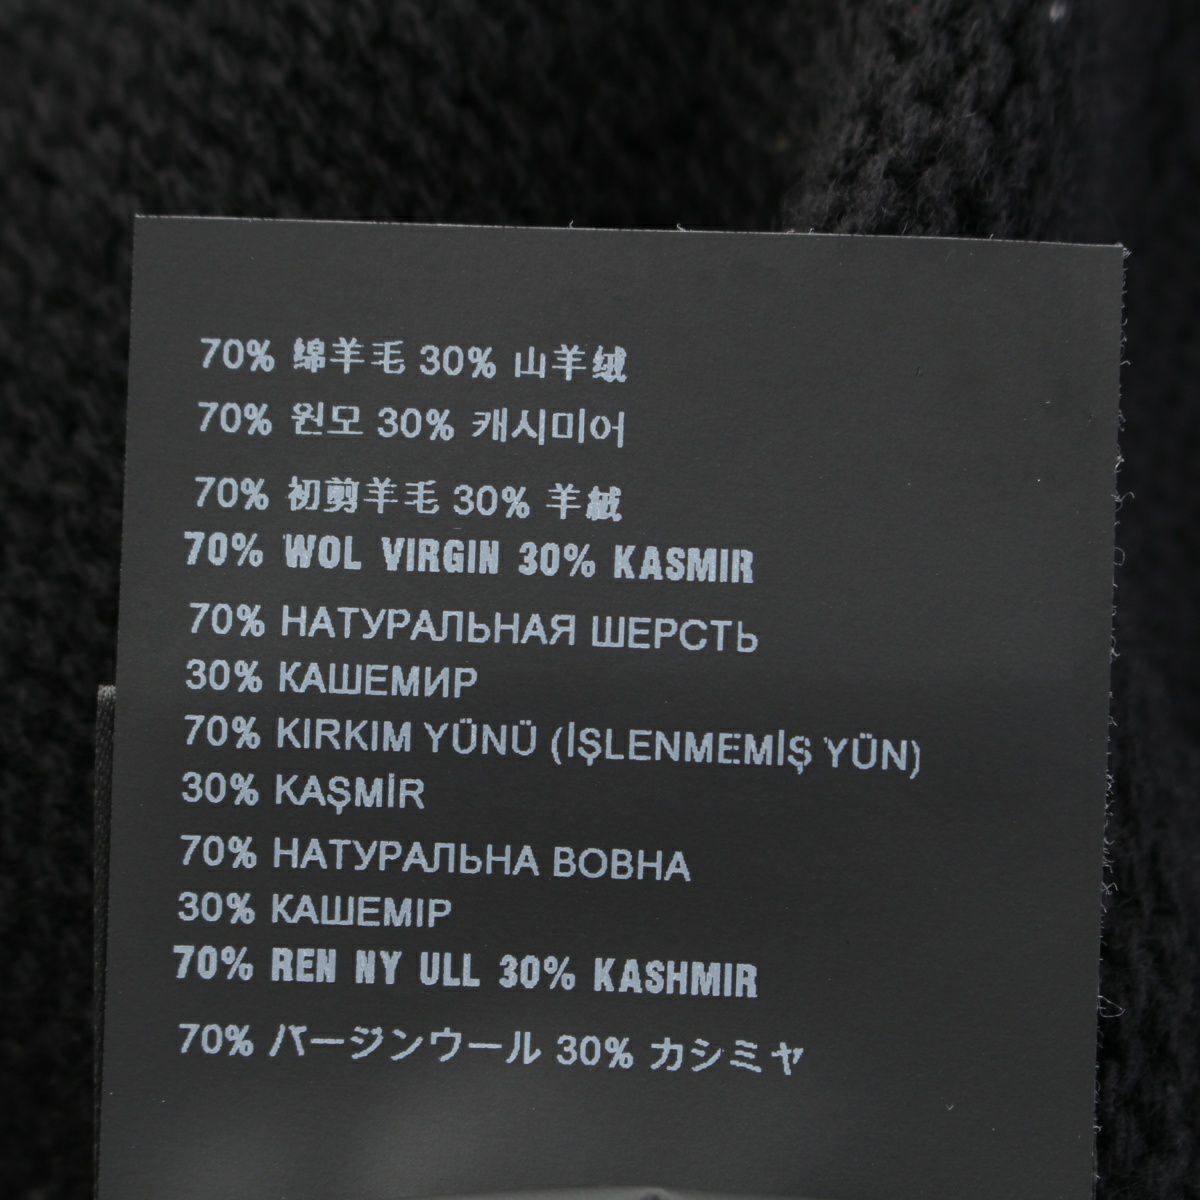 70% 绵羊毛 30% 山羊绒
70% 원모 30% 캐시미어
70% 初剪羊毛 30% 羊絨
70% WOL VIRGIN 30% KASMIR
70% НАТУРАЛЬНАЯ ШЕРСТЬ
30% КАШЕМИР
70% KIRKIM YÜNÜ (İŞLENMEMİŞ YÜN)
30% KAŞMİR
70% НАТУРАЛЬНА ВОВНА
30% КАШЕМІР
70% REN NY ULL 30% KASHMIR
70% バージンウール 30% カシミヤ